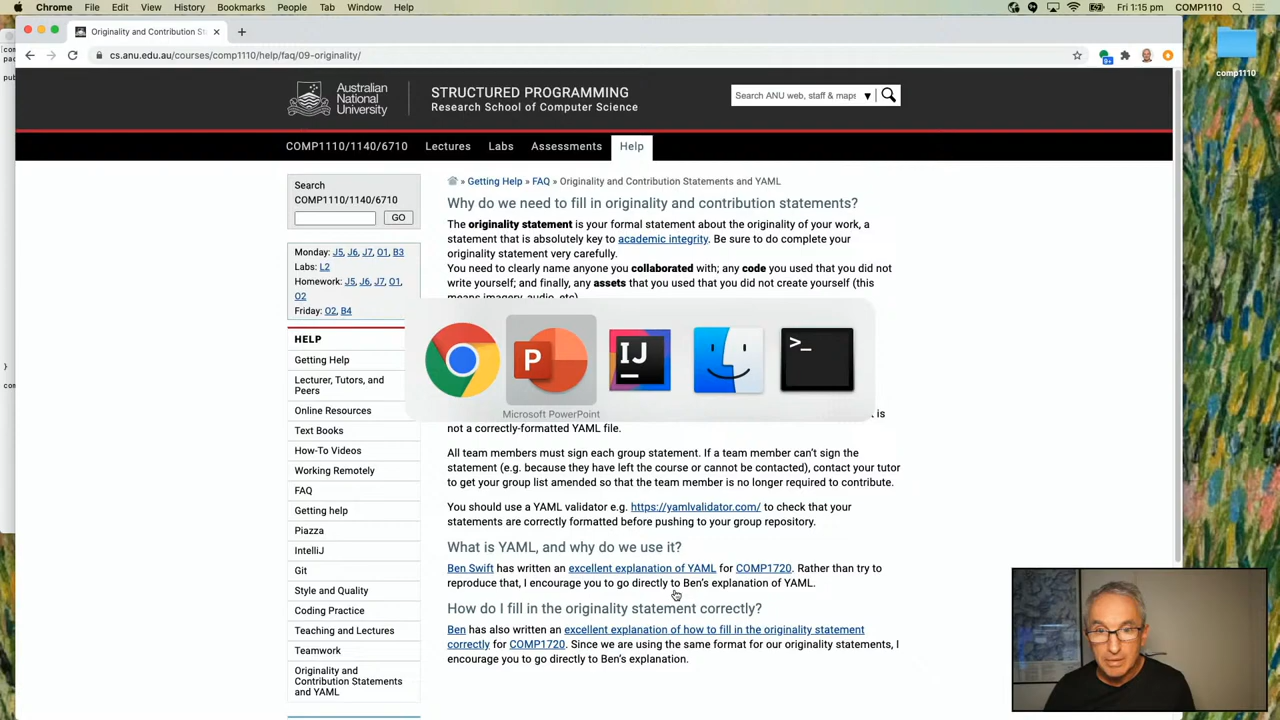 Chrome File Edit View History Bookmarks People Tab Window Help Fri 1:15 pm COMP1110
Originality and Contribution St
cs.anu.edu.au/courses/comp1110/help/faq/09-originality/
comp1110
Australian
National
University
STRUCTURED PROGRAMMING
Research School of Computer Science
Search ANU web, staff & maps
COMP1110/1140/6710 Lectures Labs Assessments Help
Search
COMP1110/1140/6710
GO
Monday: J5, J6, J7, O1, B3
Labs: L2
Homework: J5, J6, J7, O1,
O2
Friday: O2, B4
HELP
Getting Help
Lecturer, Tutors, and
Peers
Online Resources
Text Books
How-To Videos
Working Remotely
FAQ
Getting help
Piazza
IntelliJ
Git
Style and Quality
Coding Practice
Teaching and Lectures
Teamwork
Originality and
Contribution Statements
and YAML
» Getting Help » FAQ » Originality and Contribution Statements and YAML
Why do we need to fill in originality and contribution statements?
The originality statement is your formal statement about the originality of your work, a
statement that is absolutely key to academic integrity. Be sure to do complete your
originality statement very carefully.
You need to clearly name anyone you collaborated with; any code you used that you did not
write yourself; and finally, any assets that you used that you did not create yourself (this
means imagery, audio, etc)
P
IJ
>_
Microsoft PowerPoint
is
not a correctly-formatted YAML file.
All team members must sign each group statement. If a team member can't sign the
statement (e.g. because they have left the course or cannot be contacted), contact your tutor
to get your group list amended so that the team member is no longer required to contribute.
You should use a YAML validator e.g. https://yamlvalidator.com/ to check that your
statements are correctly formatted before pushing to your group repository.
What is YAML, and why do we use it?
Ben Swift has written an excellent explanation of YAML for COMP1720. Rather than try to
reproduce that, I encourage you to go directly to Ben's explanation of YAML.
How do I fill in the originality statement correctly?
Ben has also written an excellent explanation of how to fill in the originality statement
correctly for COMP1720. Since we are using the same format for our originality statements, I
encourage you to go directly to Ben's explanation.